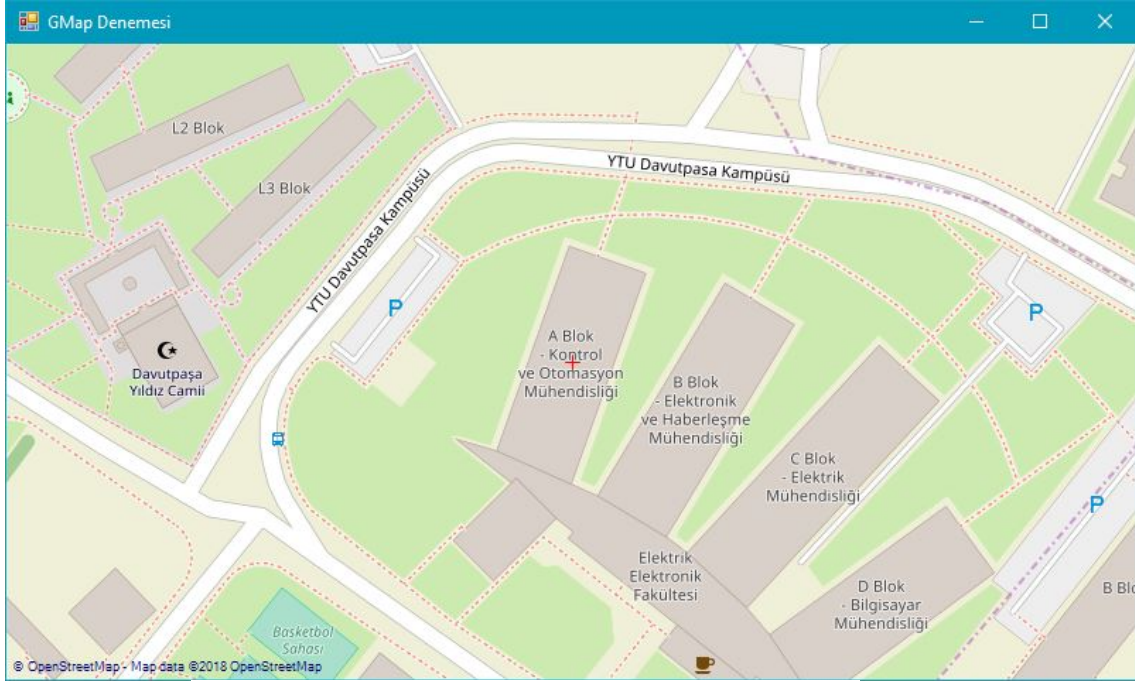 GMap Denemesi
L2 Blok
L3 Blok
YTU Davutpasa Kampüsü
YTU Davutpasa Kampüsü
P
P
A Blok
- Kontrol
ve Otomasyon
Mühendisliği
Davutpaşa
Yıldız Camii
B Blok
- Elektronik
ve Haberleşme
Mühendisliği
C Blok
- Elektrik
Mühendisliği
P
Elektrik
Elektronik
Fakültesi
D Blok
- Bilgisayar
Mühendisliği
Basketbol
Sahası
© OpenStreetMap - Map data ©2018 OpenStreetMap